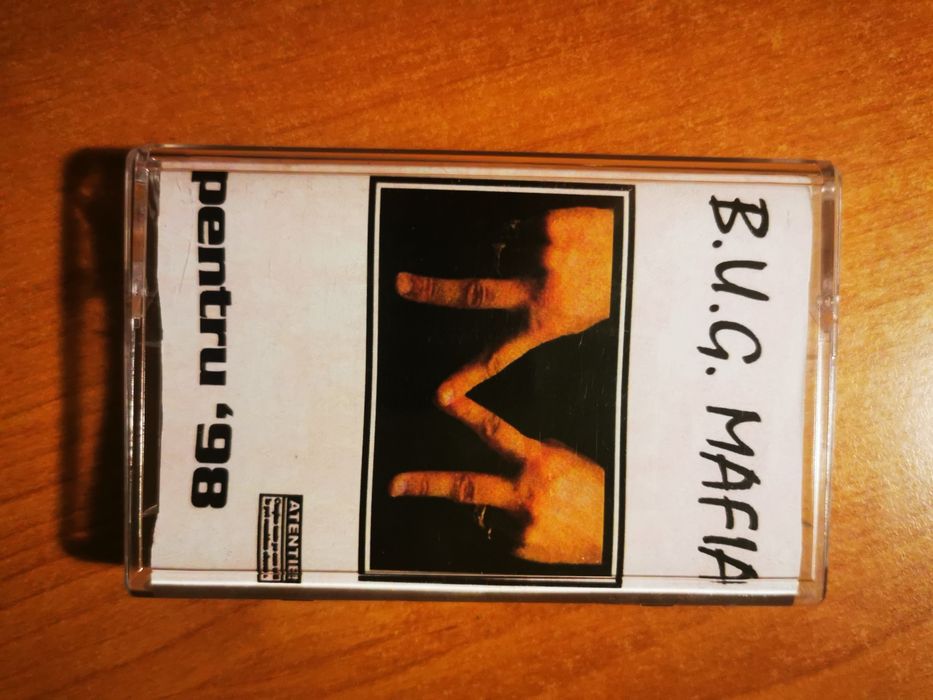 B.U.G. MAFIA
ATENTIE
pentru '98